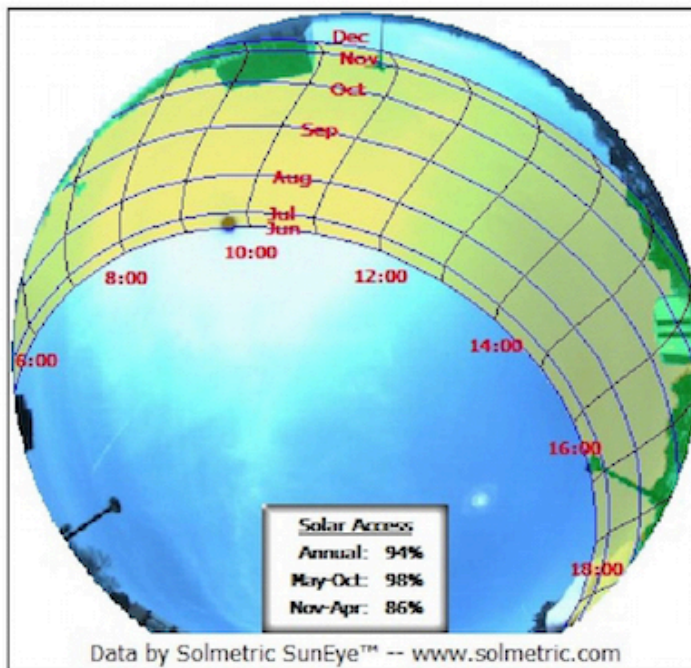 Dec
Nov
Oct
Sep
Aug
Jul
Jun
10:00
8:00
12:00
14:00
6:00
16:00
18:00
Solar Access
Annual: 94%
May-Oct: 98%
Nov-Apr: 86%
Data by Solmetric SunEye™ -- www.solmetric.com